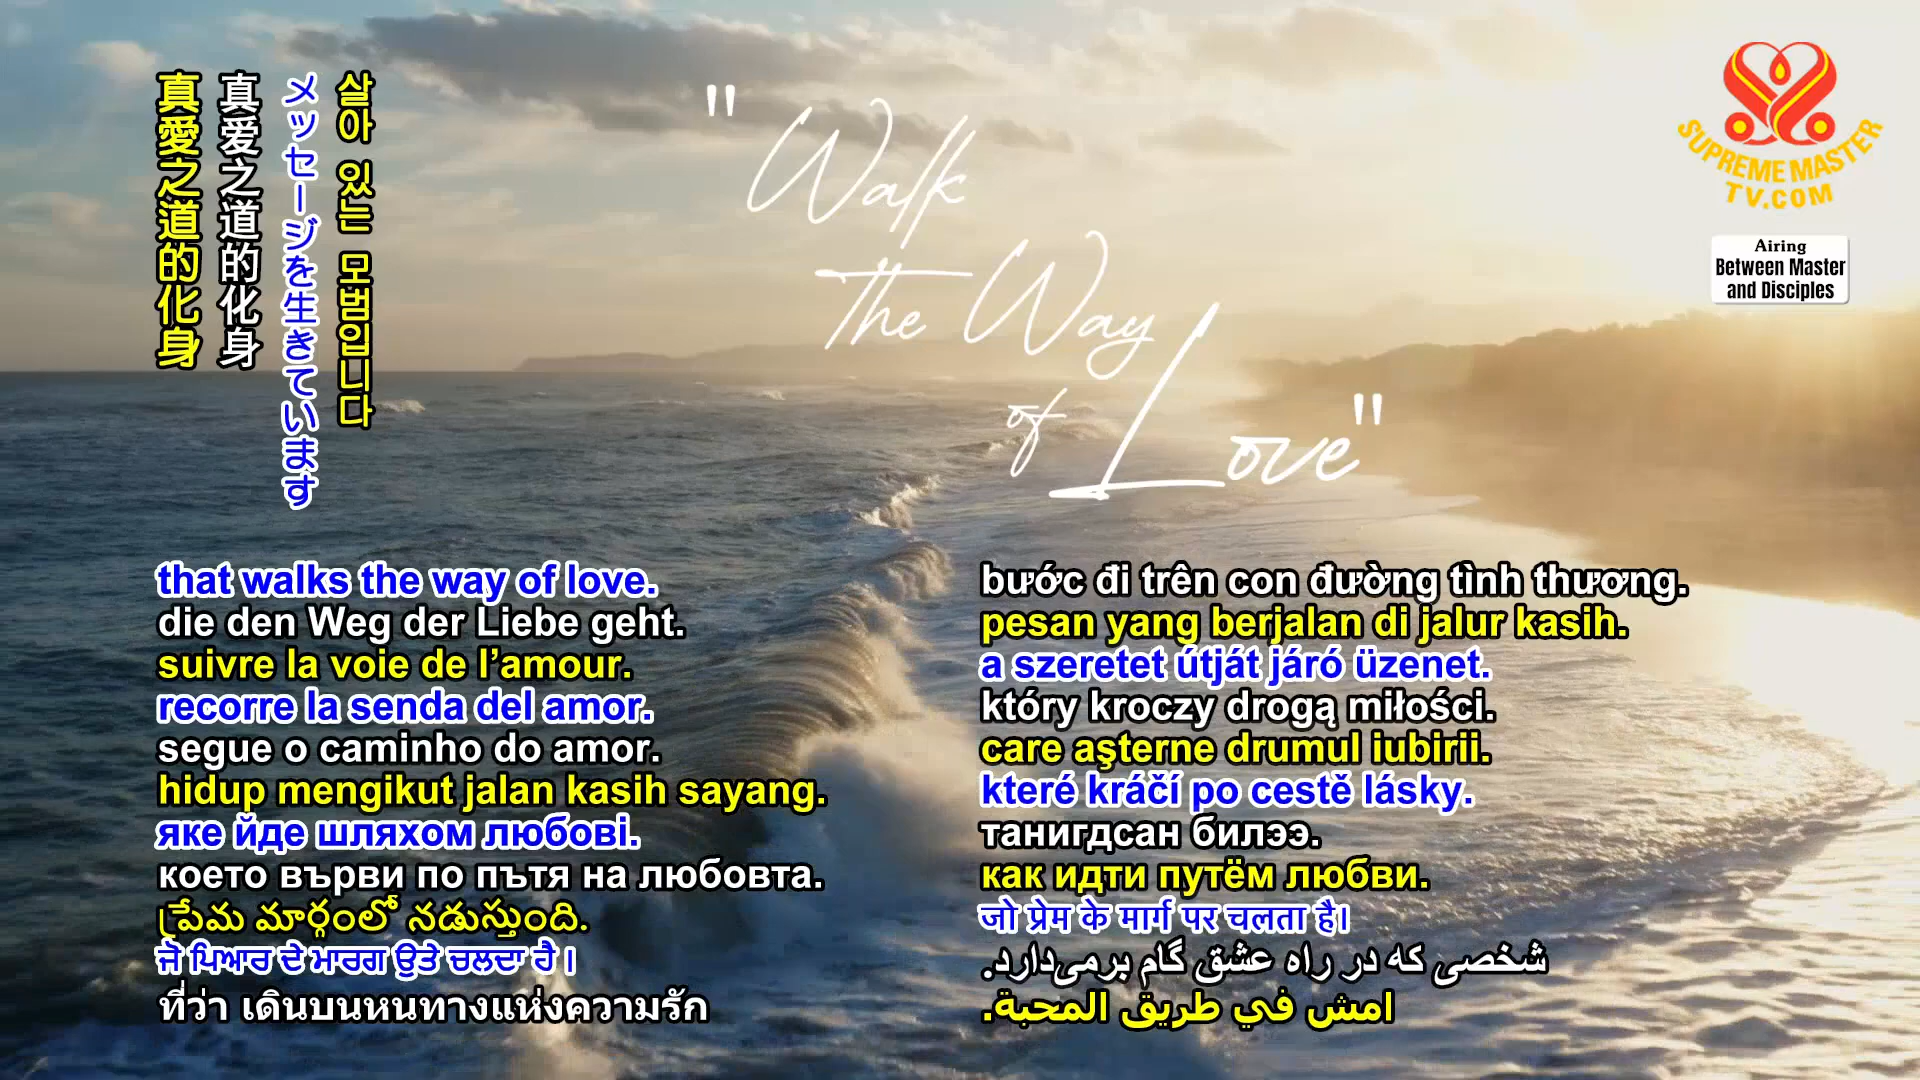 真愛之道的化身
真爱之道的化身
メッセージを生きています
살아 있는 모범입니다
"Walk
The Way
of Love"
SUPREME MASTER
TV.COM
Airing
Between Master
and Disciples
that walks the way of love.
die den Weg der Liebe geht.
suivre la voie de l’amour.
recorre la senda del amor.
segue o caminho do amor.
hidup mengikut jalan kasih sayang.
яке йде шляхом любові.
което върви по пътя на любовта.
ప్రేమ మార్గంలో నడుస్తుంది.
ਜੋ ਪਿਆਰ ਦੇ ਮਾਰਗ ਉਤੇ ਚਲਦਾ ਹੈ।
ที่ว่า เดินบนหนทางแห่งความรัก
bước đi trên con đường tình thương.
pesan yang berjalan di jalur kasih.
a szeretet útját járó üzenet.
który kroczy drogą miłości.
care aşterne drumul iubirii.
které kráčí po cestě lásky.
танигдсан билээ.
как идти путём любви.
जो प्रेम के मार्ग पर चलता है।
شخصی که در راه عشق گام برمی‌دارد.
امش في طريق المحبة.